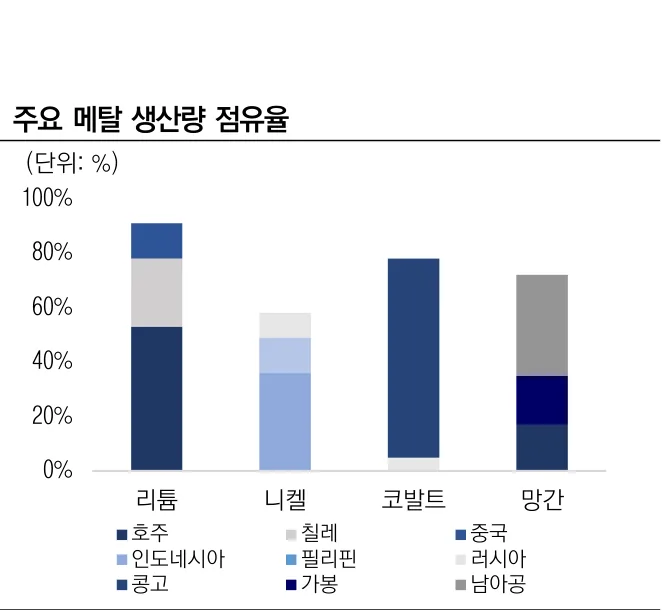 주요 메탈 생산량 점유율
(단위: %)
100%
80%
60%
40%
20%
0%
리튬 니켈 코발트 망간
호주 칠레 중국
인도네시아 필리핀 러시아
콩고 가봉 남아공